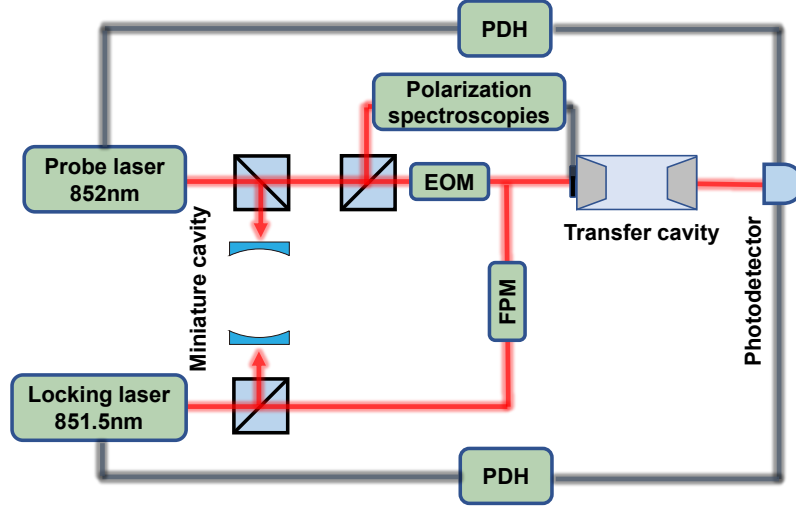 PDH
Polarization
spectroscopies
Probe laser
852nm
EOM
Transfer cavity
Miniature cavity
FPM
Photodetector
Locking laser
851.5nm
PDH